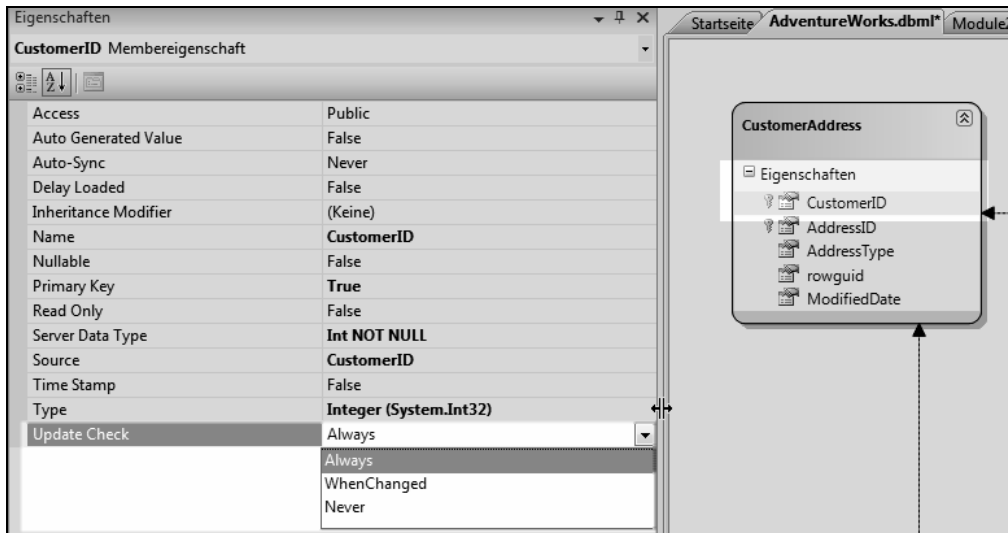 Eigenschaften
CustomerID Membereigenschaft
Access Public
Auto Generated Value False
Auto-Sync Never
Delay Loaded False
Inheritance Modifier (Keine)
Name CustomerID
Nullable False
Primary Key True
Read Only False
Server Data Type Int NOT NULL
Source CustomerID
Time Stamp False
Type Integer (System.Int32)
Update Check Always
Always
WhenChanged
Never
Startseite AdventureWorks.dbml* Module
CustomerAddress
Eigenschaften
CustomerID
AddressID
AddressType
rowguid
ModifiedDate